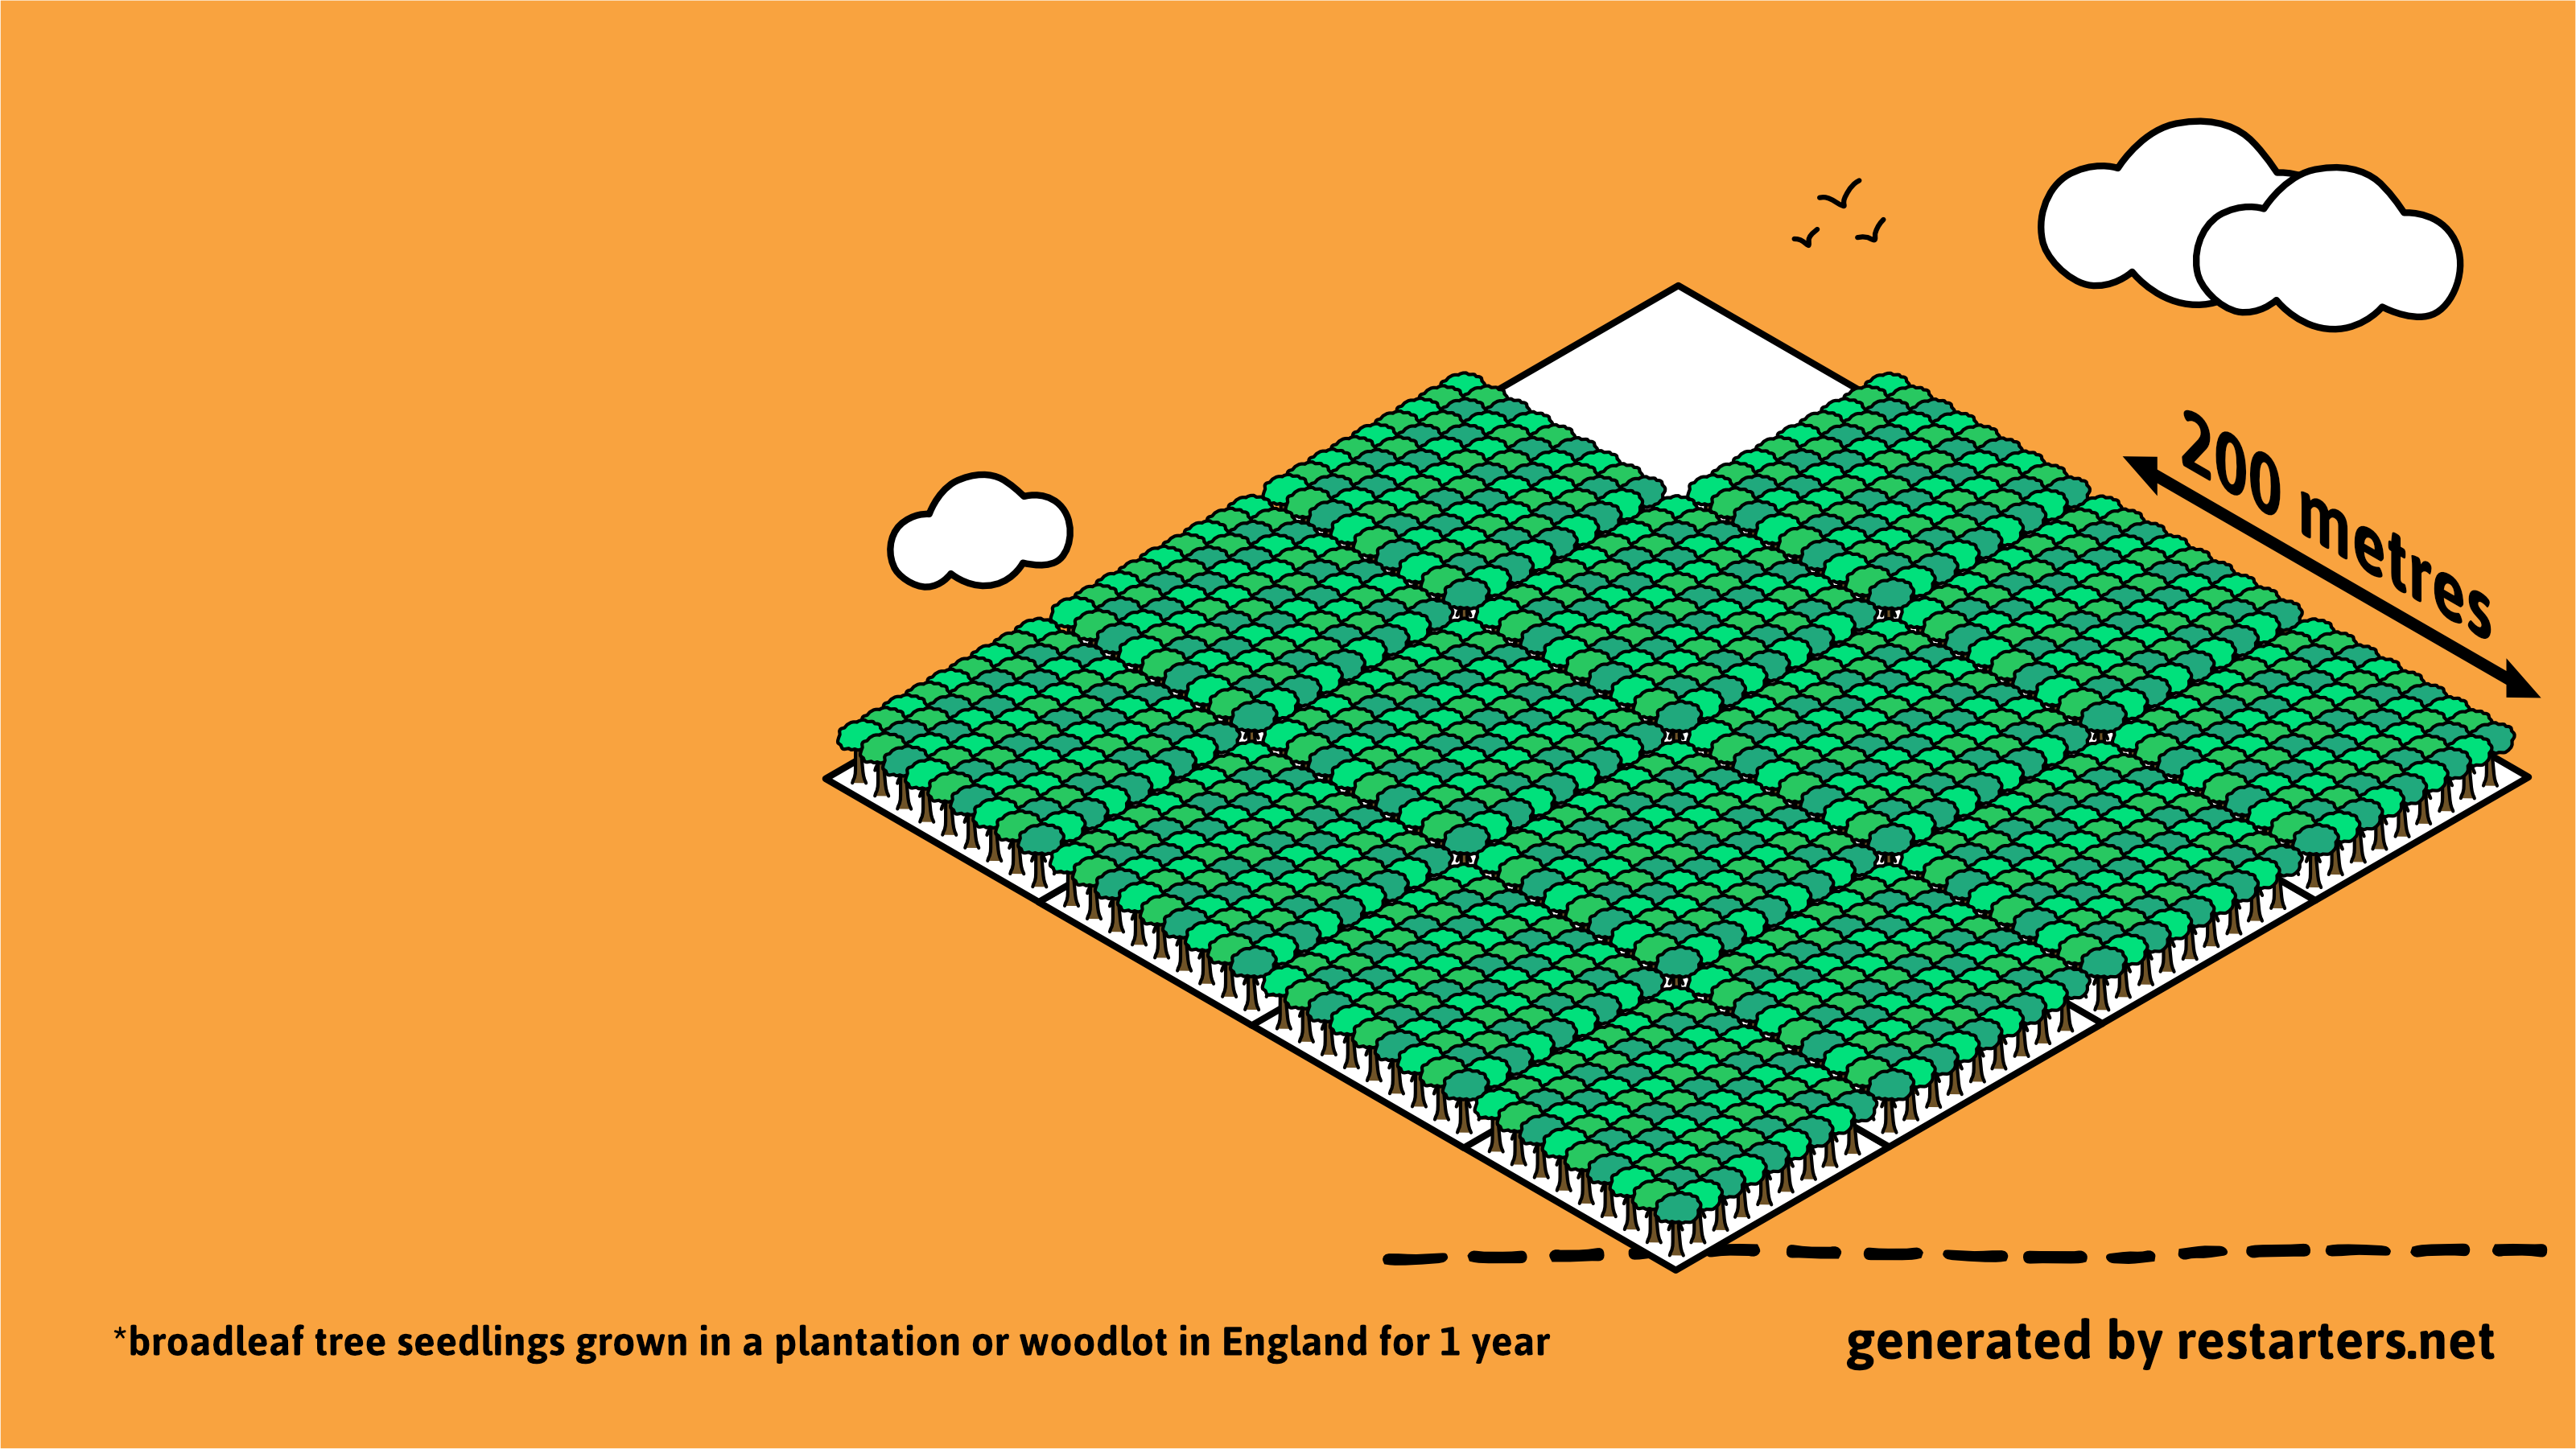 200 metres
*broadleaf tree seedlings grown in a plantation or woodlot in England for 1 year
generated by restarters.net